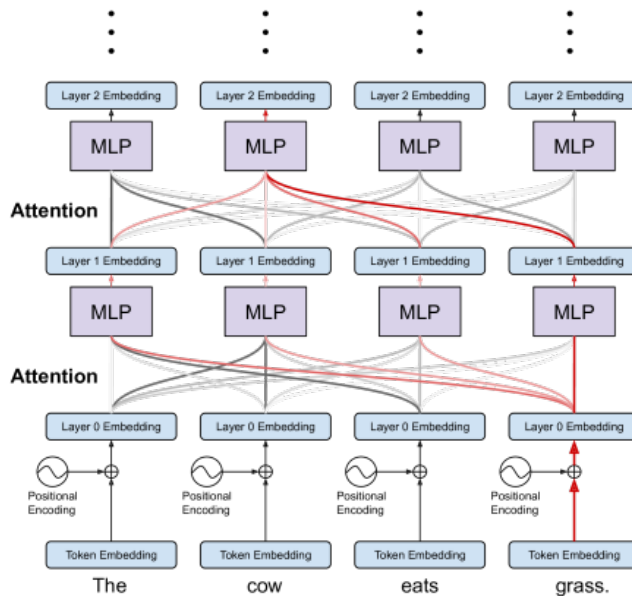 Layer 2 Embedding Layer 2 Embedding Layer 2 Embedding Layer 2 Embedding
MLP MLP MLP MLP
Attention
Layer 1 Embedding Layer 1 Embedding Layer 1 Embedding Layer 1 Embedding
MLP MLP MLP MLP
Attention
Layer 0 Embedding Layer 0 Embedding Layer 0 Embedding Layer 0 Embedding
Positional Positional Positional Positional
Encoding Encoding Encoding Encoding
Token Embedding Token Embedding Token Embedding Token Embedding
The cow eats grass.